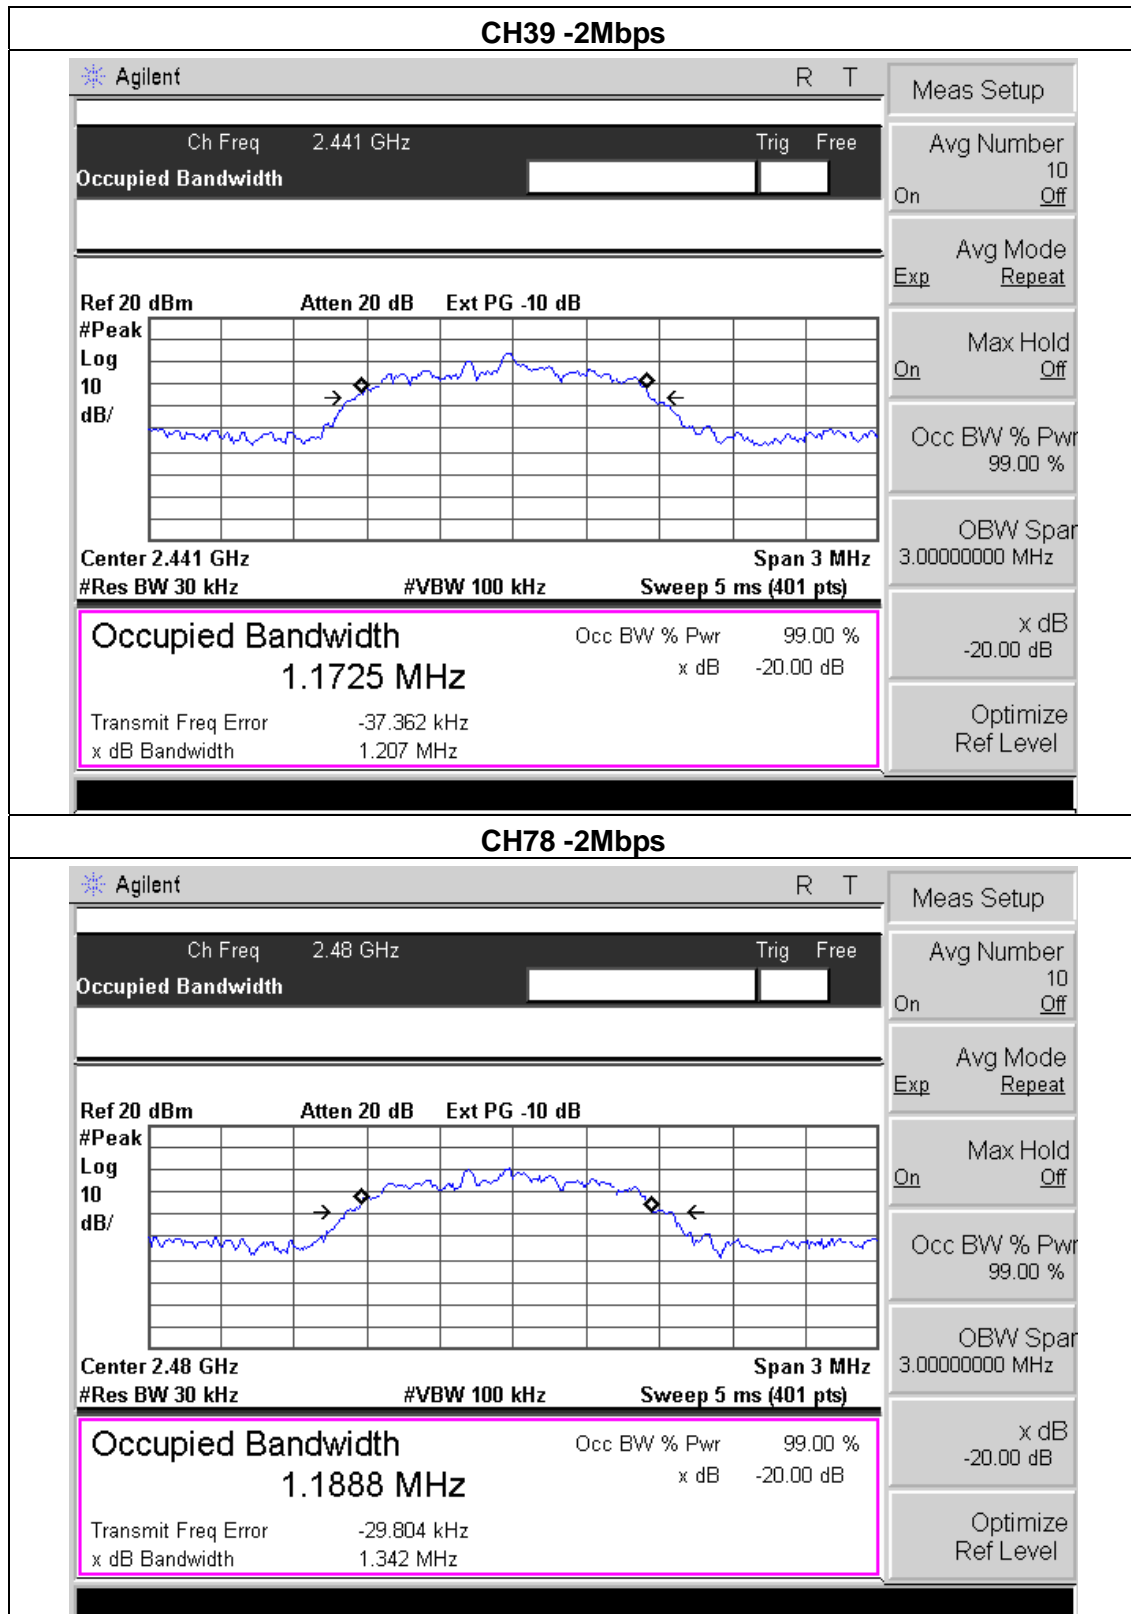 CH39 -2Mbps
Agilent R T
Meas Setup
Ch Freq 2.441 GHz Trig Free
Occupied Bandwidth
Avg Number
10
On Off
Avg Mode
Exp Repeat
Ref 20 dBm Atten 20 dB Ext PG -10 dB
#Peak
Log
10
dB/
Max Hold
On Off
Occ BW % Pwr
99.00 %
OBW Span
3.00000000 MHz
Center 2.441 GHz Span 3 MHz
#Res BW 30 kHz #VBW 100 kHz Sweep 5 ms (401 pts)
Occupied Bandwidth Occ BW % Pwr 99.00 %
1.1725 MHz x dB -20.00 dB
Transmit Freq Error -37.362 kHz
x dB Bandwidth 1.207 MHz
x dB
-20.00 dB
Optimize
Ref Level
CH78 -2Mbps
Agilent R T
Meas Setup
Ch Freq 2.48 GHz Trig Free
Occupied Bandwidth
Avg Number
10
On Off
Avg Mode
Exp Repeat
Ref 20 dBm Atten 20 dB Ext PG -10 dB
#Peak
Log
10
dB/
Max Hold
On Off
Occ BW % Pwr
99.00 %
OBW Span
3.00000000 MHz
Center 2.48 GHz Span 3 MHz
#Res BW 30 kHz #VBW 100 kHz Sweep 5 ms (401 pts)
Occupied Bandwidth Occ BW % Pwr 99.00 %
1.1888 MHz x dB -20.00 dB
Transmit Freq Error -29.804 kHz
x dB Bandwidth 1.342 MHz
x dB
-20.00 dB
Optimize
Ref Level